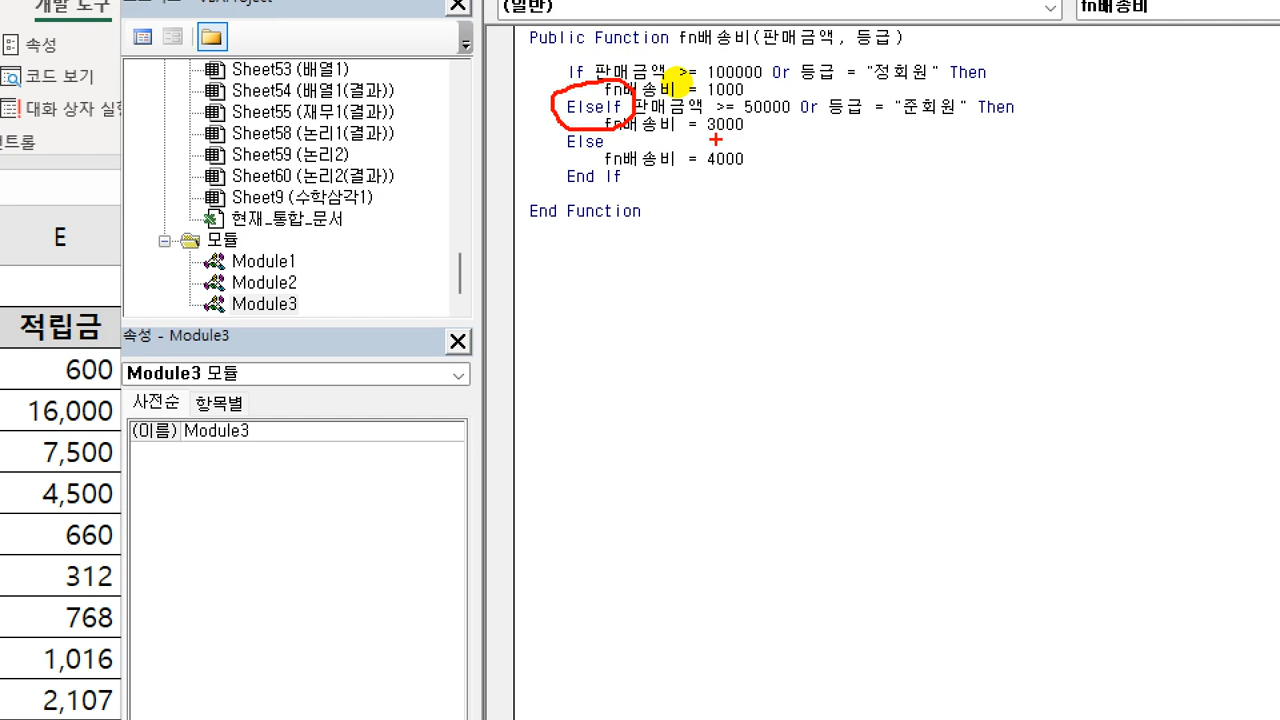 개발 도구
속성
코드 보기
대화 상자 실행
컨트롤
E
적립금
600
16,000
7,500
4,500
660
312
768
1,016
2,107
Sheet53 (배열1)
Sheet54 (배열1(결과))
Sheet55 (재무1(결과))
Sheet58 (논리1(결과))
Sheet59 (논리2)
Sheet60 (논리2(결과))
Sheet9 (수학삼각1)
현재_통합_문서
모듈
Module1
Module2
Module3
속성 - Module3
Module3 모듈
사전순 항목별
(이름) Module3
(일반) fn배송비
Public Function fn배송비(판매금액, 등급)
If 판매금액 >= 100000 Or 등급 = "정회원" Then
fn배송비 = 1000
ElseIf 판매금액 >= 50000 Or 등급 = "준회원" Then
fn배송비 = 3000
Else
fn배송비 = 4000
End If
End Function